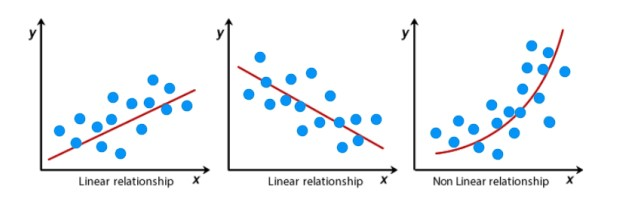 y
Linear relationship x
y
Linear relationship x
y
Non Linear relationship x